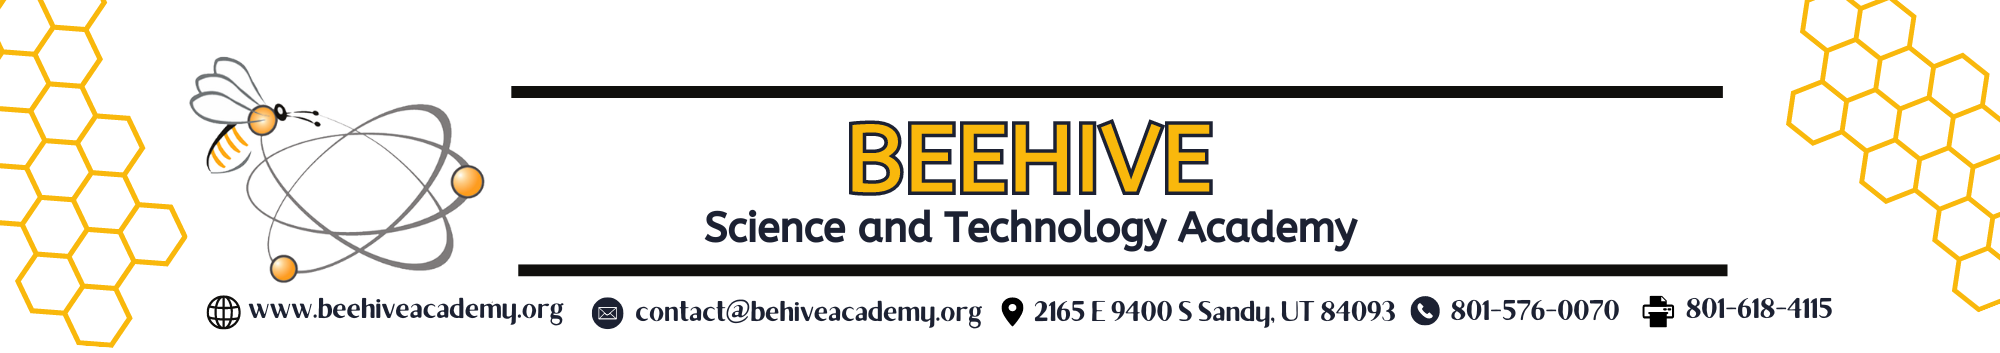 BEEHIVE
Science and Technology Academy
www.beehiveacademy.org contact@behiveacademy.org 2165 E 9400 S Sandy, UT 84093 801-576-0070 801-618-4115